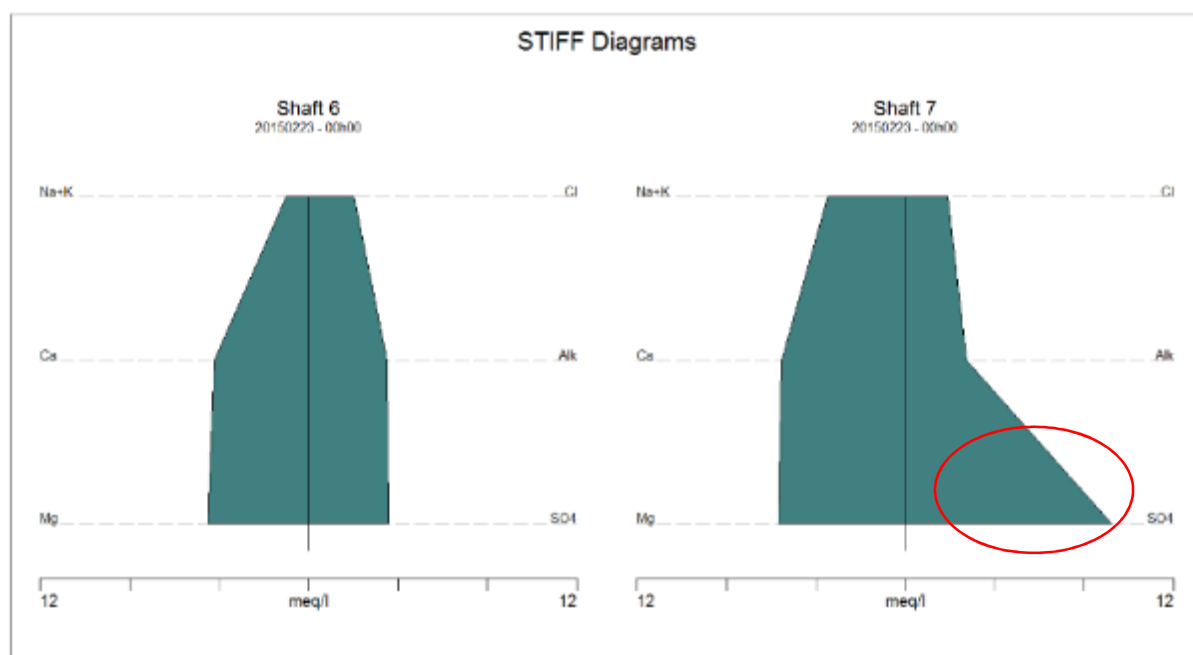 STIFF Diagrams
Shaft 6
20150223 - 00h00
Shaft 7
20150223 - 00h00
Na+K
Cl
Na+K
Cl
Ca
Alk
Ca
Alk
Mg
SO4
Mg
SO4
12
meq/l
12
12
meq/l
12